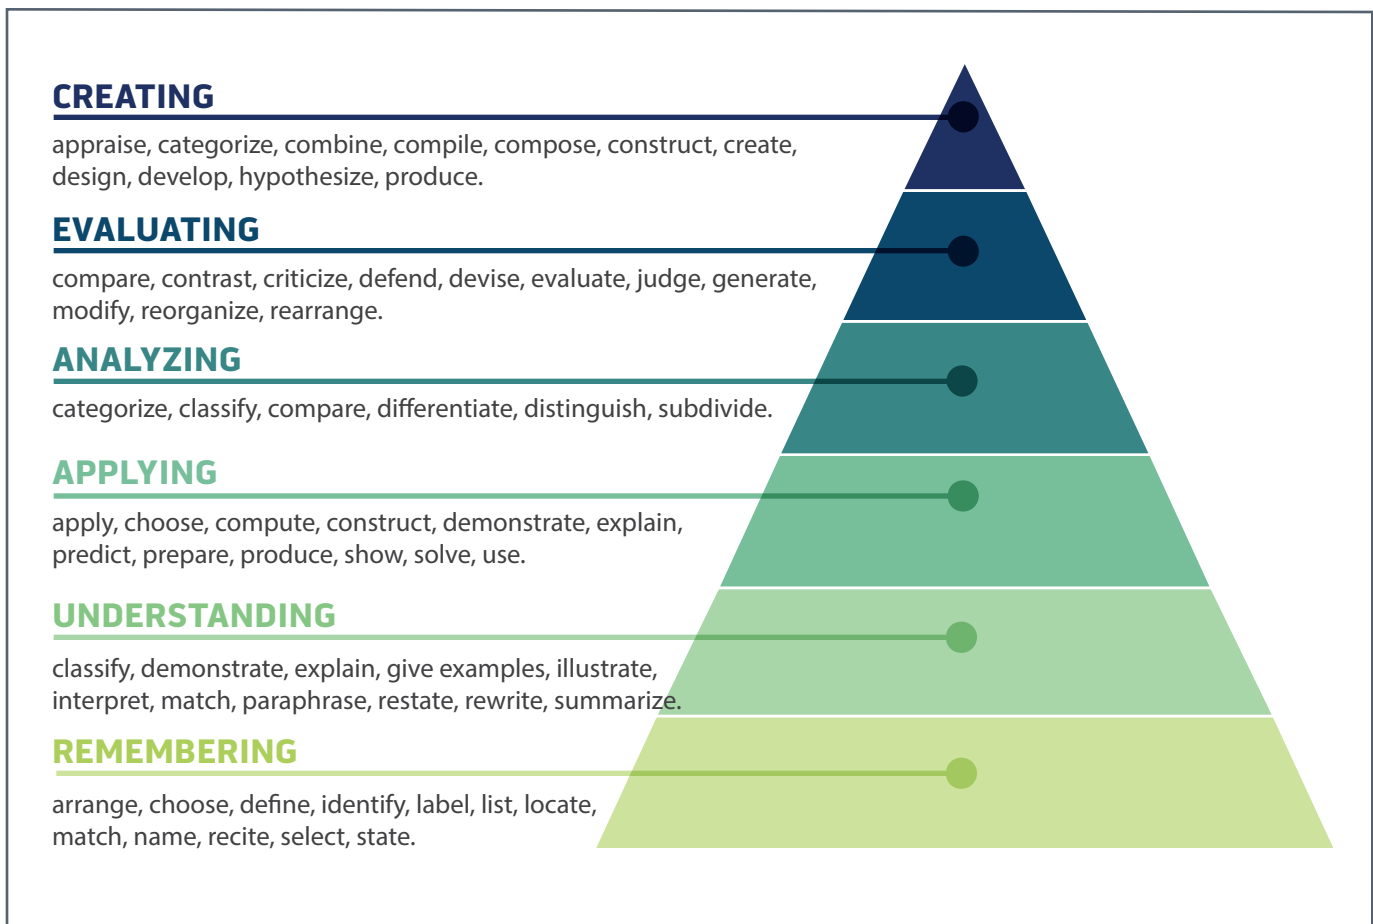 CREATING
appraise, categorize, combine, compile, compose, construct, create,
design, develop, hypothesize, produce.
EVALUATING
compare, contrast, criticize, defend, devise, evaluate, judge, generate,
modify, reorganize, rearrange.
ANALYZING
categorize, classify, compare, differentiate, distinguish, subdivide.
APPLYING
apply, choose, compute, construct, demonstrate, explain,
predict, prepare, produce, show, solve, use.
UNDERSTANDING
classify, demonstrate, explain, give examples, illustrate,
interpret, match, paraphrase, restate, rewrite, summarize.
REMEMBERING
arrange, choose, define, identify, label, list, locate,
match, name, recite, select, state.